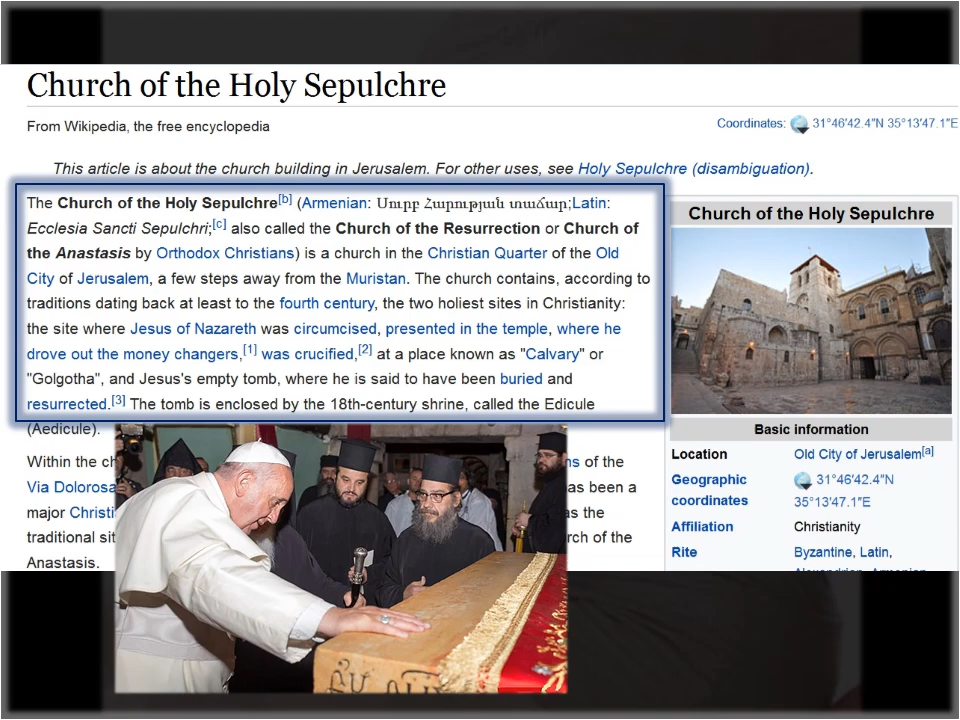 Church of the Holy Sepulchre
From Wikipedia, the free encyclopedia
Coordinates: 31°46′42.4″N 35°13′47.1″E
This article is about the church building in Jerusalem. For other uses, see Holy Sepulchre (disambiguation).
The Church of the Holy Sepulchre[b] (Armenian: Սուրբ Հարության տաճար;Latin:
Ecclesia Sancti Sepulchri;[c] also called the Church of the Resurrection or Church of
the Anastasis by Orthodox Christians) is a church in the Christian Quarter of the Old
City of Jerusalem, a few steps away from the Muristan. The church contains, according to
traditions dating back at least to the fourth century, the two holiest sites in Christianity:
the site where Jesus of Nazareth was circumcised, presented in the temple, where he
drove out the money changers,[1] was crucified,[2] at a place known as "Calvary" or
"Golgotha", and Jesus's empty tomb, where he is said to have been buried and
resurrected.[3] The tomb is enclosed by the 18th-century shrine, called the Edicule
(Aedicule).
Within the of the
Via Dolorosa as been a
major as the
traditional of the
Anastasis.
Church of the Holy Sepulchre
Basic information
Location Old City of Jerusalem[a]
Geographic 31°46′42.4″N
coordinates 35°13′47.1″E
Affiliation Christianity
Rite Byzantine, Latin,